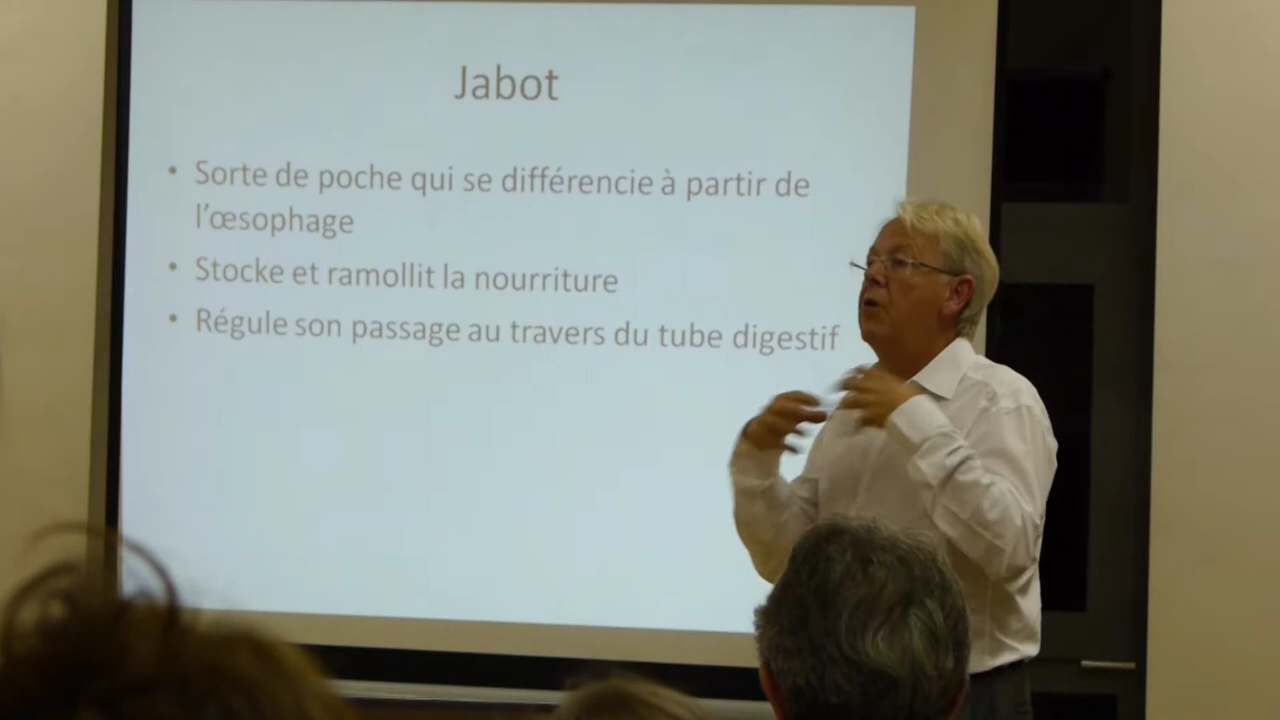 Jabot
• Sorte de poche qui se différencie à partir de
l'œsophage
• Stocke et ramollit la nourriture
• Régule son passage au travers du tube digestif